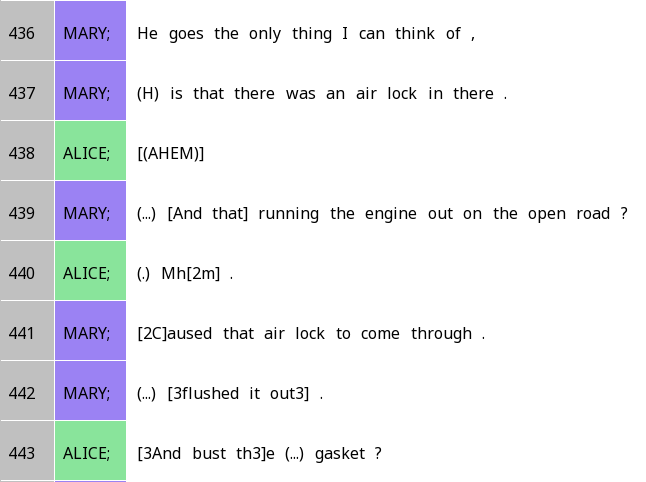 436 MARY; He goes the only thing I can think of ,
437 MARY; (H) is that there was an air lock in there .
438 ALICE; [(AHEM)]
439 MARY; (...) [And that] running the engine out on the open road ?
440 ALICE; (.) Mh[2m] .
441 MARY; [2C]aused that air lock to come through .
442 MARY; (...) [3flushed it out3] .
443 ALICE; [3And bust th3]e (...) gasket ?